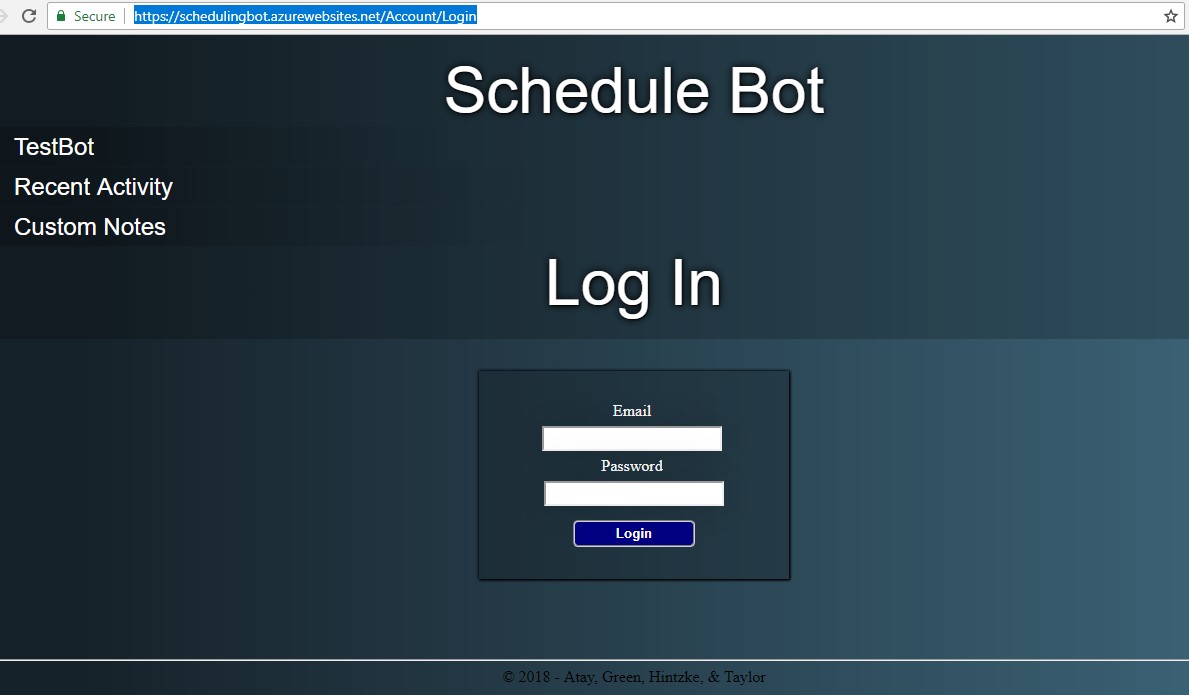 Secure
https://schedulingbot.azurewebsites.net/Account/Login
Schedule Bot
TestBot
Recent Activity
Custom Notes
Log In
Email
Password
Login
© 2018 - Atay, Green, Hintzke, & Taylor